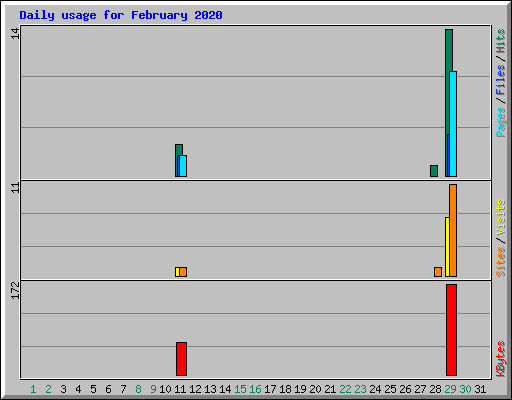 Daily usage for February 2020
14
Pages / Files / Hits
11
Sites / Visits
172
KBytes
1 2 3 4 5 6 7 8 9 10 11 12 13 14 15 16 17 18 19 20 21 22 23 24 25 26 27 28 29 30 31